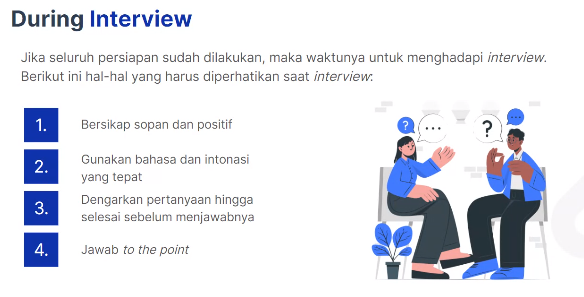 During Interview
Jika seluruh persiapan sudah dilakukan, maka waktunya untuk menghadapi interview.
Berikut ini hal-hal yang harus diperhatikan saat interview:
1. Bersikap sopan dan positif
2. Gunakan bahasa dan intonasi
yang tepat
3. Dengarkan pertanyaan hingga
selesai sebelum menjawabnya
4. Jawab to the point
? ... ? ...